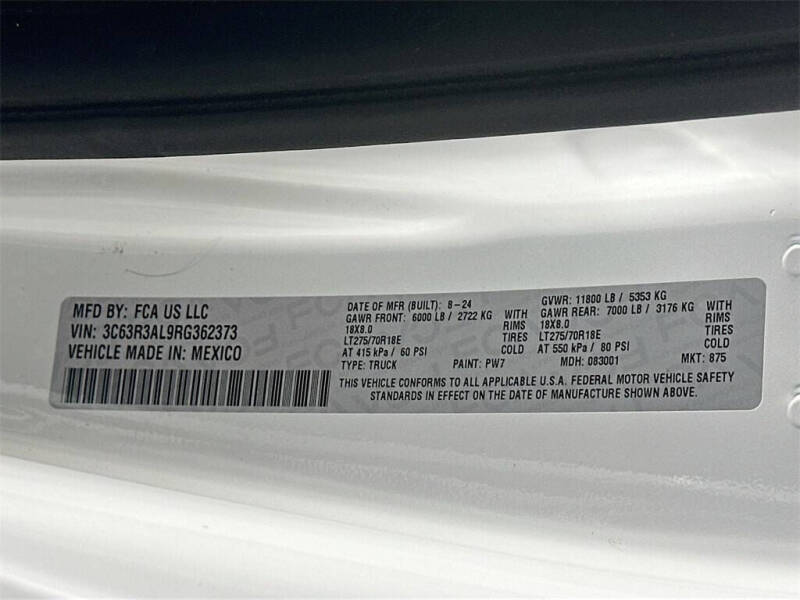 MFD BY: FCA US LLC
VIN: 3C63R3AL9RG362373
VEHICLE MADE IN: MEXICO
DATE OF MFR (BUILT): 8-24
GAWR FRONT: 6000 LB / 2722 KG WITH
18X8.0 RIMS
LT275/70R18E TIRES
AT 415 kPa / 60 PSI COLD
TYPE: TRUCK PAINT: PW7
GVWR: 11800 LB / 5353 KG
GAWR REAR: 7000 LB / 3176 KG WITH
18X8.0 RIMS
LT275/70R18E TIRES
AT 550 kPa / 80 PSI COLD
MDH: 083001 MKT: 875
THIS VEHICLE CONFORMS TO ALL APPLICABLE U.S.A. FEDERAL MOTOR VEHICLE SAFETY
STANDARDS IN EFFECT ON THE DATE OF MANUFACTURE SHOWN ABOVE.